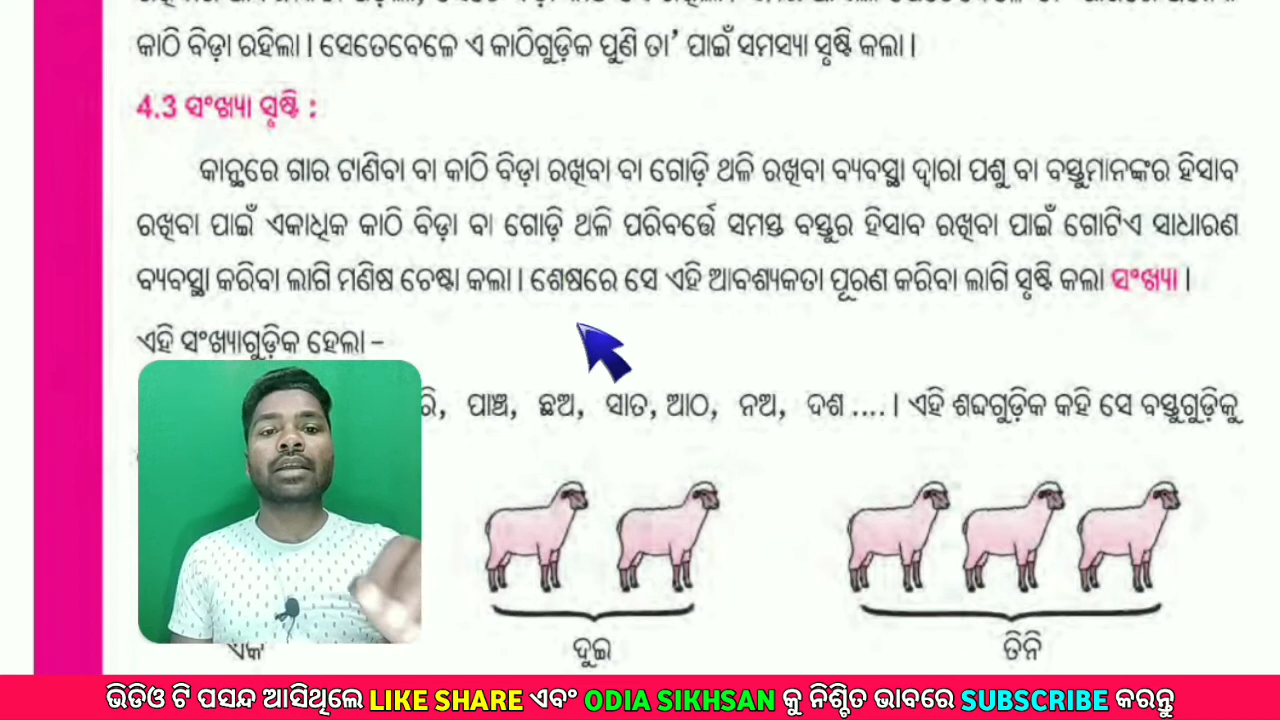 କାଠି ବିଡ଼ା ରହିଲା । ସେତେବେଳେ ଏ କାଠିଗୁଡ଼ିକ ପୁଣି ତା’ ପାଇଁ ସମସ୍ୟା ସୃଷ୍ଟି କଲା ।
4.3 ସଂଖ୍ୟା ସୃଷ୍ଟି :
କାନ୍ଥରେ ଗାର ଟାଣିବା ବା କାଠି ବିଡ଼ା ରଖିବା ବା ଗୋଡ଼ି ଥଳି ରଖିବା ବ୍ୟବସ୍ଥା ଦ୍ୱାରା ପଶୁ ବା ବସ୍ତୁମାନଙ୍କର ହିସାବ
ରଖିବା ପାଇଁ ଏକାଧିକ କାଠି ବିଡ଼ା ବା ଗୋଡ଼ି ଥଳି ପରିବର୍ତ୍ତେ ସମସ୍ତ ବସ୍ତୁର ହିସାବ ରଖିବା ପାଇଁ ଗୋଟିଏ ସାଧାରଣ
ବ୍ୟବସ୍ଥା କରିବା ଲାଗି ମଣିଷ ଚେଷ୍ଟା କଲା । ଶେଷରେ ସେ ଏହି ଆବଶ୍ୟକତା ପୂରଣ କରିବା ଲାଗି ସୃଷ୍ଟି କଲା ସଂଖ୍ୟା ।
ଏହି ସଂଖ୍ୟାଗୁଡ଼ିକ ହେଲା –
ପାଞ୍ଚ, ଛଅ, ସାତ, ଆଠ, ନଅ, ଦଶ .... । ଏହି ଶବ୍ଦଗୁଡ଼ିକ କହି ସେ ବସ୍ତୁଗୁଡ଼ିକୁ
ଏକ ଦୁଇ ତିନି
ଭିଡିଓ ଟି ପସନ୍ଦ ଆସିଥିଲେ LIKE SHARE ଏବଂ ODIA SIKHSAN କୁ ନିଶ୍ଚିତ ଭାବରେ SUBSCRIBE କରନ୍ତୁ